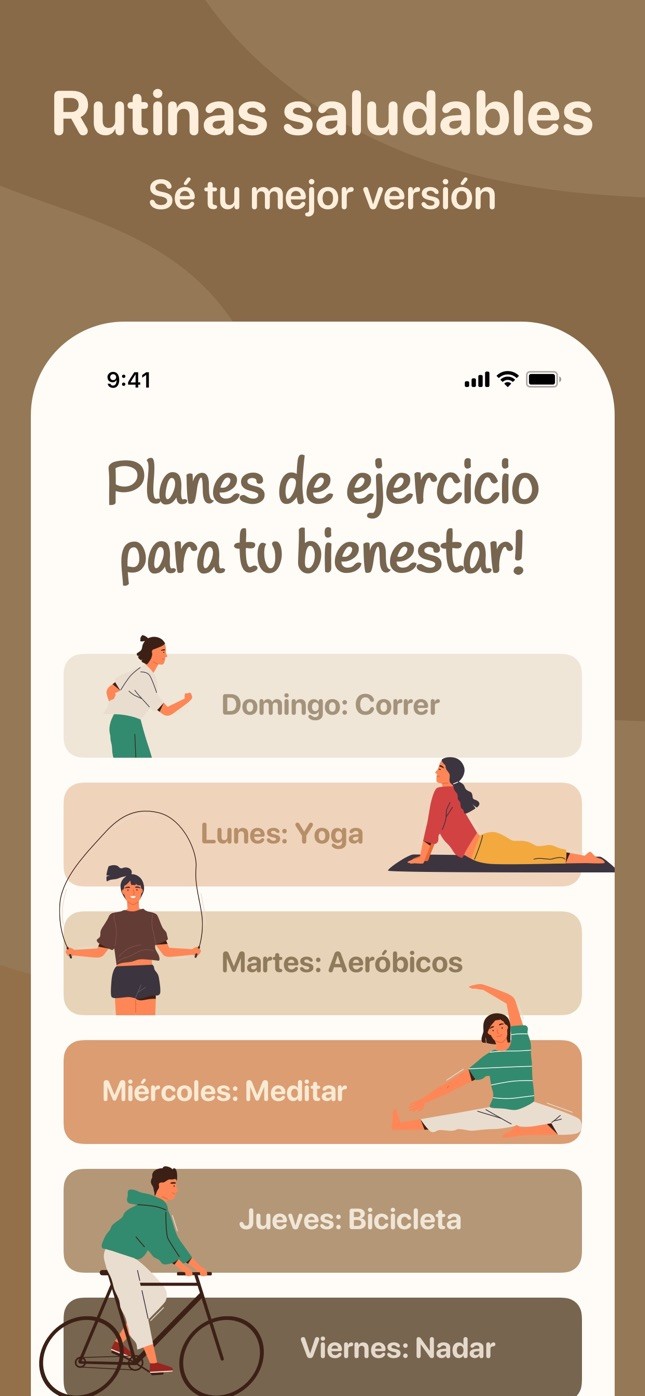 Rutinas saludables
Sé tu mejor versión
9:41
Planes de ejercicio
para tu bienestar!
Domingo: Correr
Lunes: Yoga
Martes: Aeróbicos
Miércoles: Meditar
Jueves: Bicicleta
Viernes: Nadar